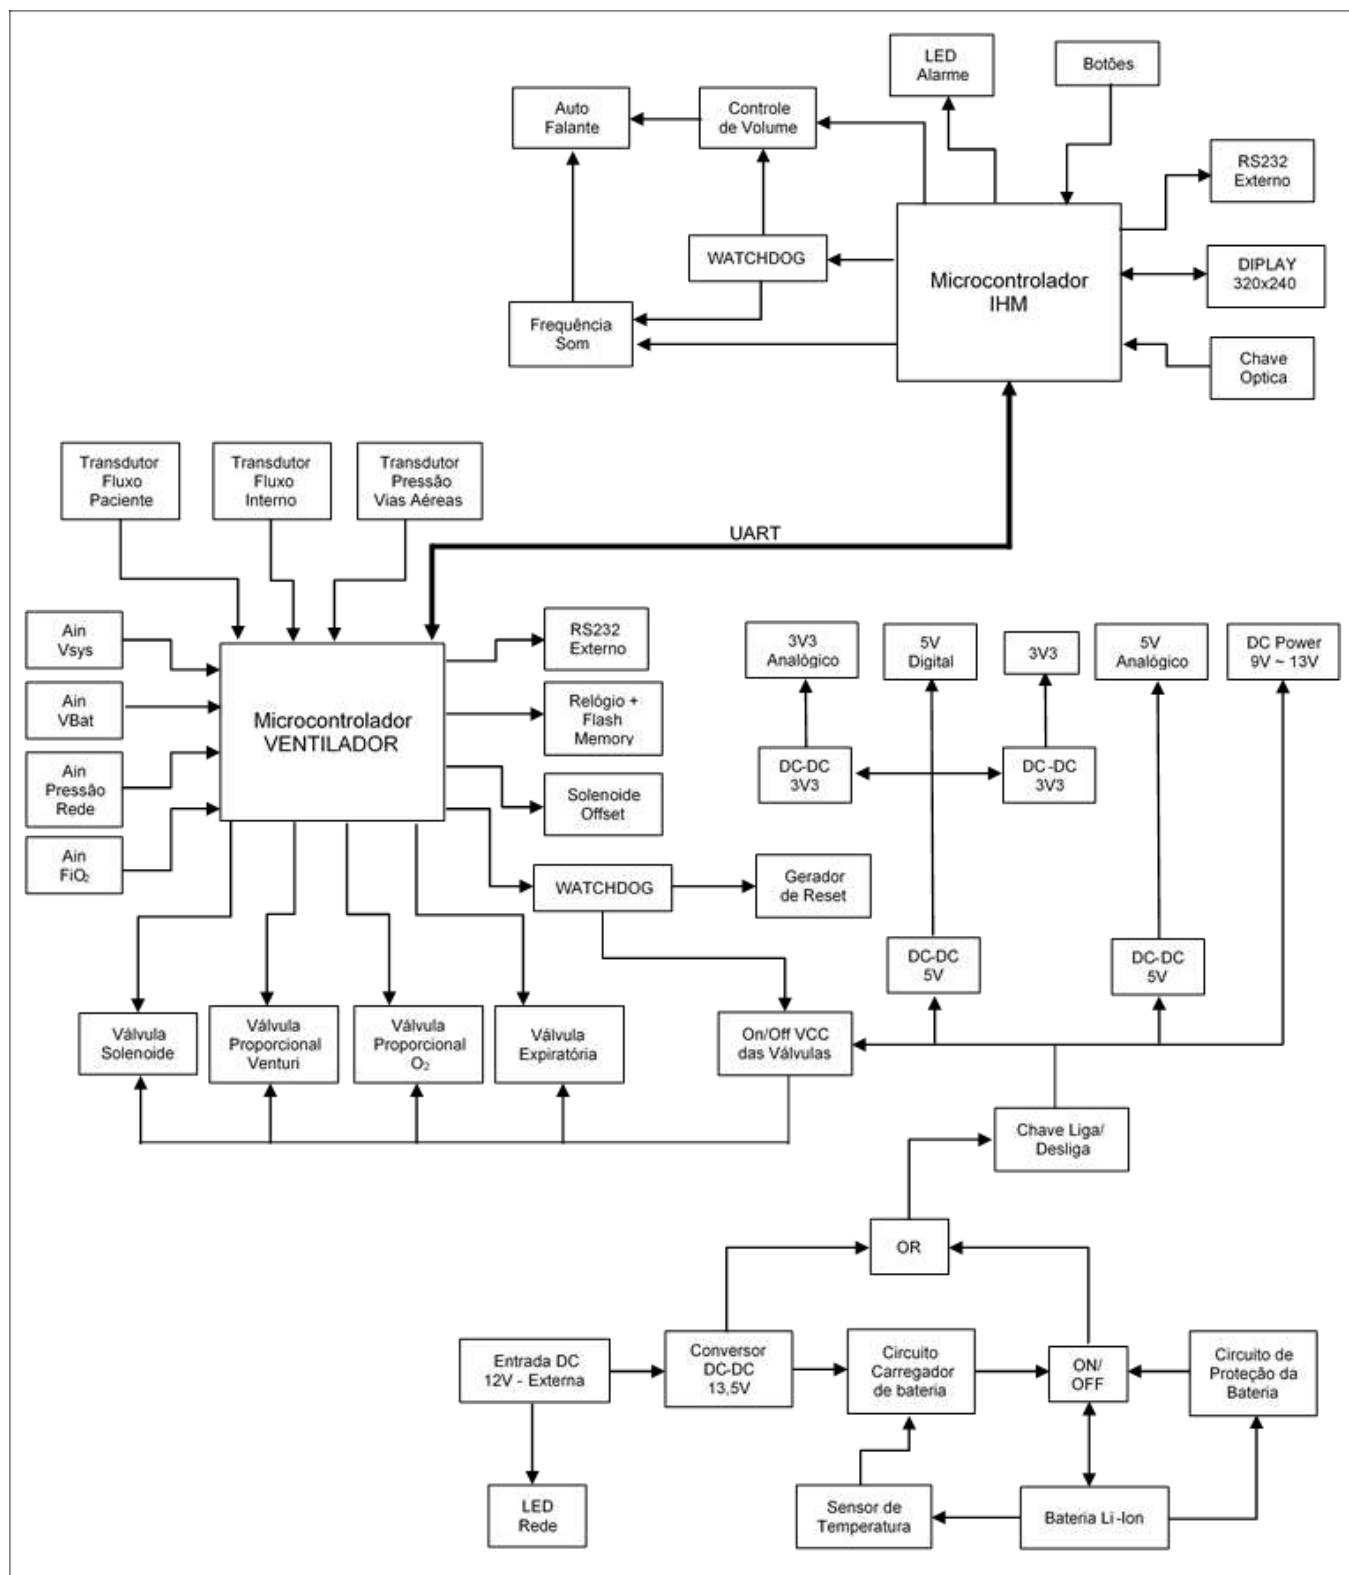 LED
Alarme
Botões
Auto
Falante
Controle
de Volume
RS232
Externo
WATCHDOG
Microcontrolador
IHM
DIPLAY
320x240
Frequência
Som
Chave
Optica
Transdutor
Fluxo
Paciente
Transdutor
Fluxo
Interno
Transdutor
Pressão
Vias Aéreas
UART
Ain
Vsys
RS232
Externo
3V3
Analógico
5V
Digital
3V3
5V
Analógico
DC Power
9V ~ 13V
Ain
VBat
Microcontrolador
VENTILADOR
Relógio +
Flash
Memory
Ain
Pressão
Rede
Solenoide
Offset
DC-DC
3V3
DC-DC
3V3
Ain
FiO₂
WATCHDOG
Gerador
de Reset
DC-DC
5V
DC-DC
5V
Válvula
Solenoide
Válvula
Proporcional
Venturi
Válvula
Proporcional
O₂
Válvula
Expiratória
On/Off VCC
das Válvulas
Chave Liga/
Desliga
OR
Entrada DC
12V - Externa
Conversor
DC-DC
13,5V
Circuito
Carregador
de bateria
ON/
OFF
Circuito de
Proteção da
Bateria
LED
Rede
Sensor de
Temperatura
Bateria Li-Ion